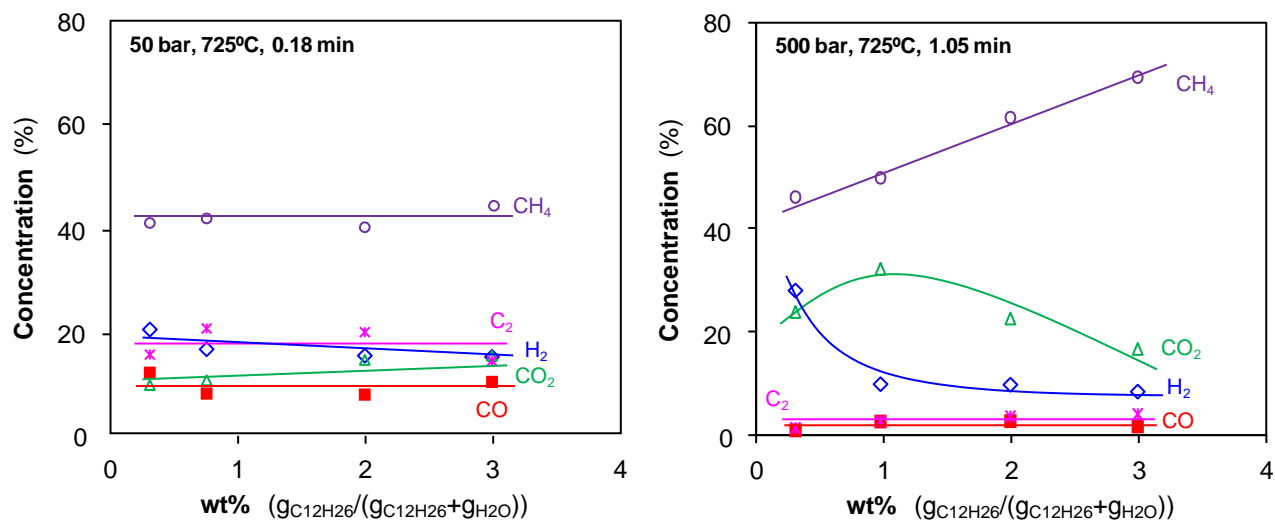 80
60
40
20
0
Concentration (%)
50 bar, 725ºC, 0.18 min
CH4
C2
H2
CO2
CO
0 1 2 3 4
wt% (gC12H26/(gC12H26+gH2O))
80
60
40
20
0
Concentration (%)
500 bar, 725ºC, 1.05 min
CH4
CO2
H2
C2
CO
0 1 2 3 4
wt% (gC12H26/(gC12H26+gH2O))